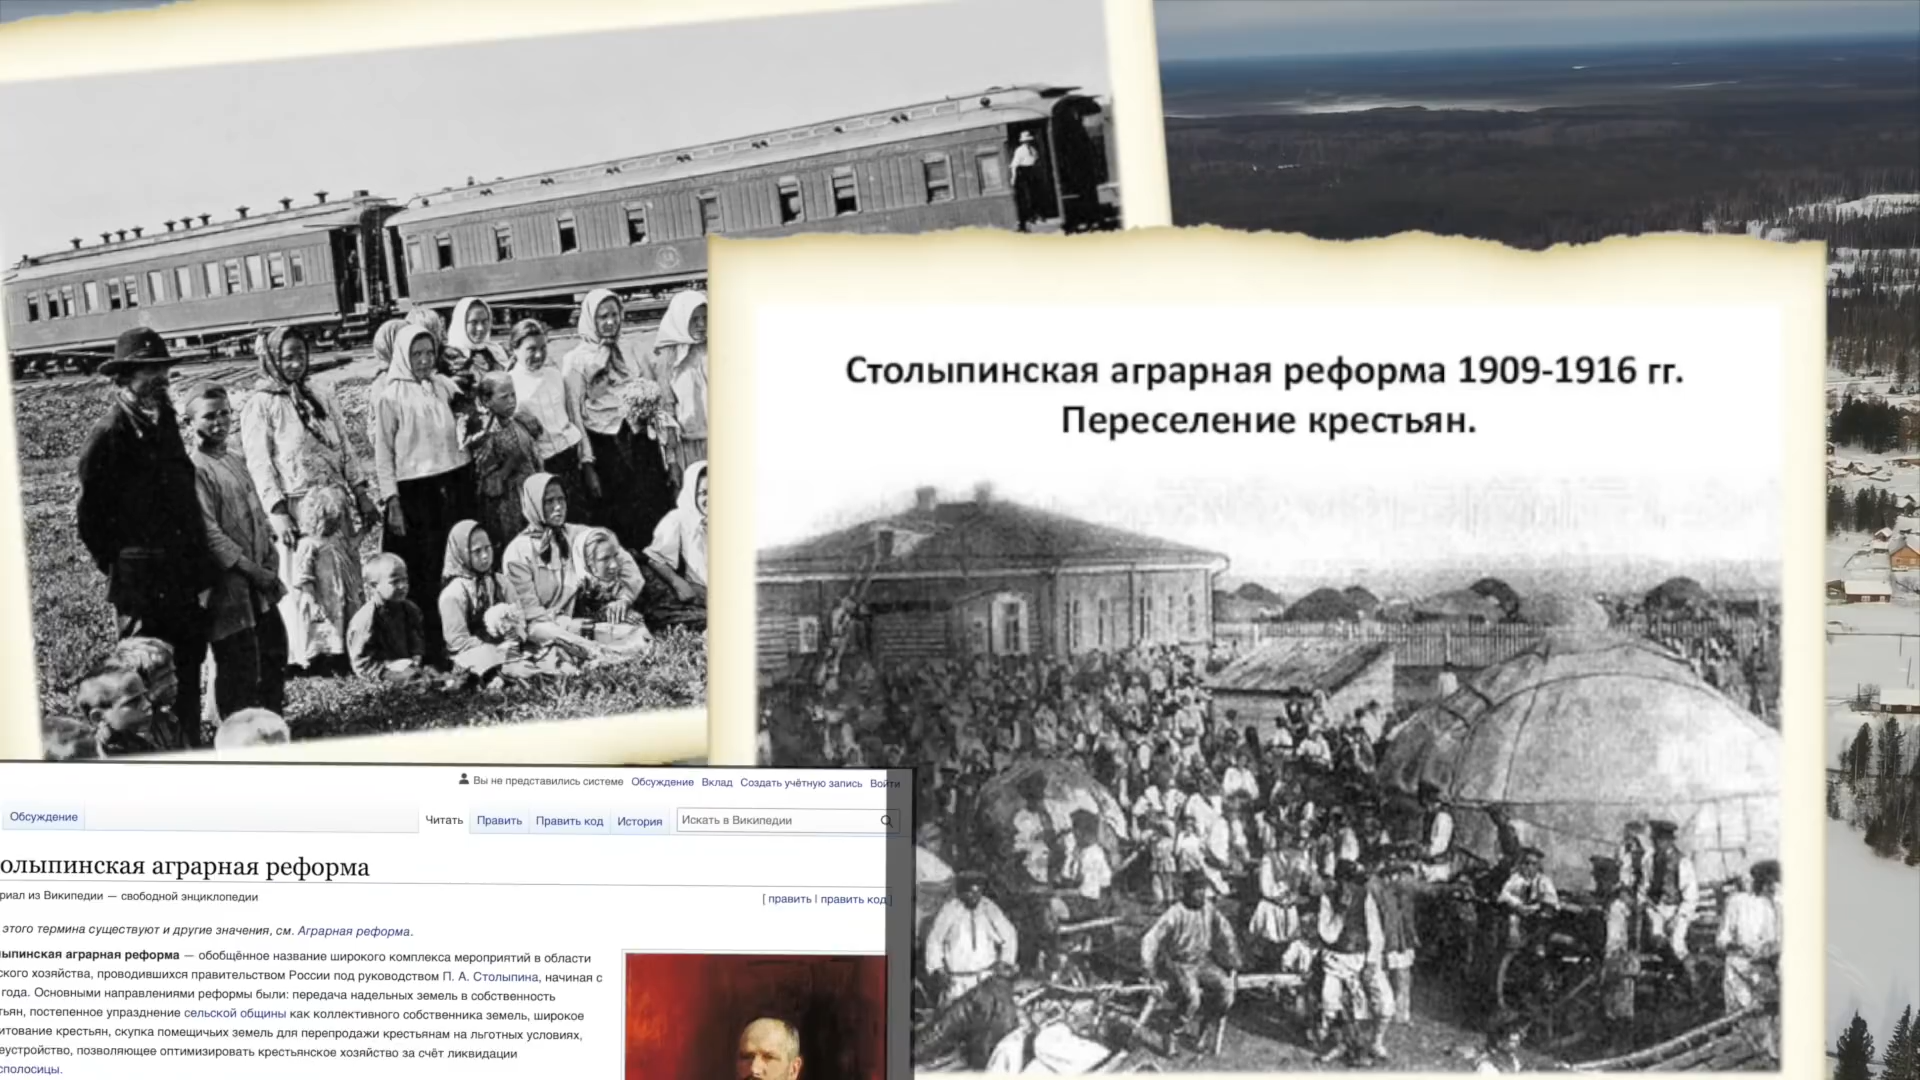 Столыпинская аграрная реформа 1909-1916 гг.
Переселение крестьян.
Вы не представились системе Обсуждение Вклад Создать учётную запись Войти
Обсуждение
Читать Править Править код История Искать в Википедии
олыпинская аграрная реформа
риал из Википедии — свободной энциклопедии
[ править | править код ]
этого термина существуют и другие значения, см. Аграрная реформа.
ыпинская аграрная реформа — обобщённое название широкого комплекса мероприятий в области
ского хозяйства, проводившихся правительством России под руководством П. А. Столыпина, начиная с
года. Основными направлениями реформы были: передача надельных земель в собственность
тьян, постепенное упразднение сельской общины как коллективного собственника земель, широкое
итование крестьян, скупка помещичьих земель для перепродажи крестьянам на льготных условиях,
еустройство, позволяющее оптимизировать крестьянское хозяйство за счёт ликвидации
сполосицы.